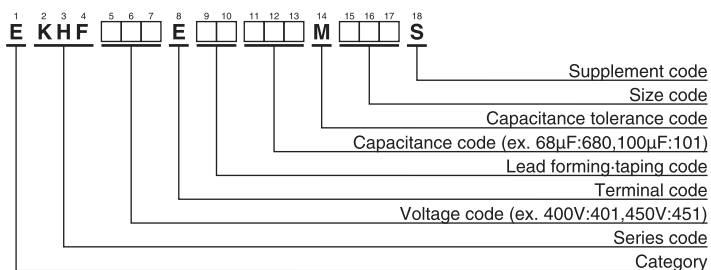 1 2 3 4 5 6 7 8 9 10 11 12 13 14 15 16 17 18
E KHF E M S
Supplement code
Size code
Capacitance tolerance code
Capacitance code (ex. 68μF:680,100μF:101)
Lead forming·taping code
Terminal code
Voltage code (ex. 400V:401,450V:451)
Series code
Category